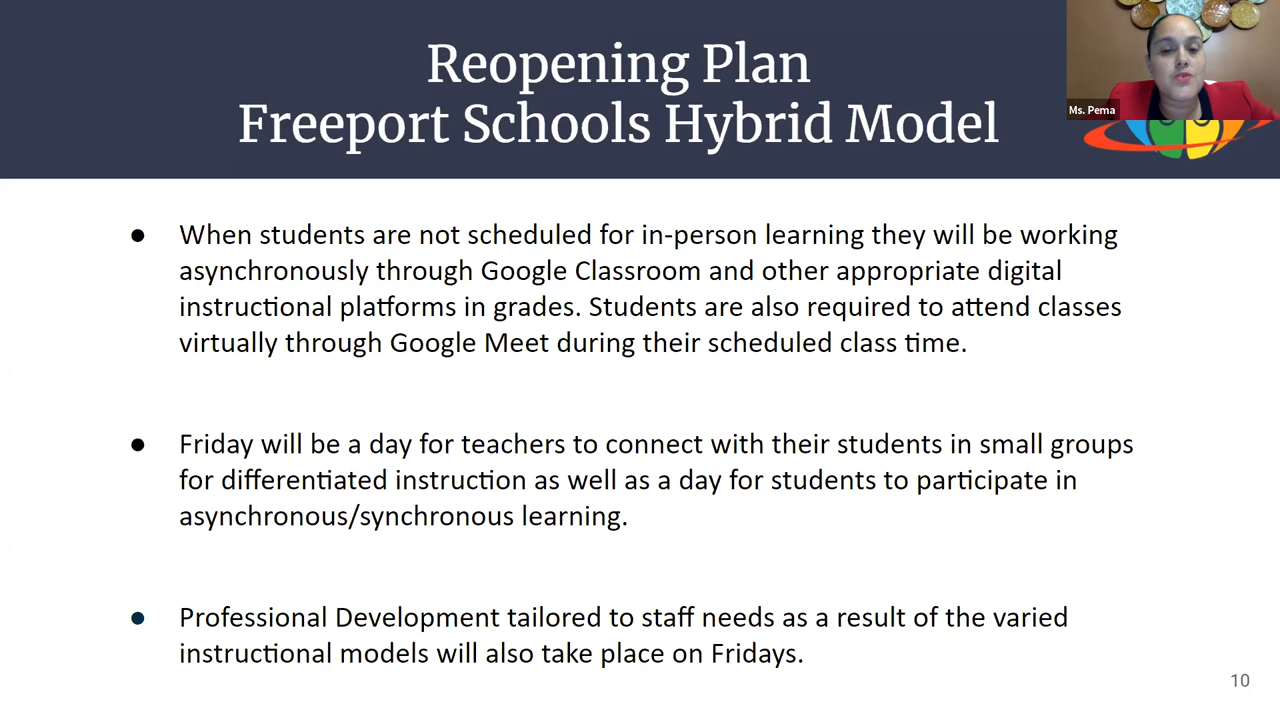 Reopening Plan
Freeport Schools Hybrid Model
Ms. Pema
● When students are not scheduled for in-person learning they will be working
asynchronously through Google Classroom and other appropriate digital
instructional platforms in grades. Students are also required to attend classes
virtually through Google Meet during their scheduled class time.
● Friday will be a day for teachers to connect with their students in small groups
for differentiated instruction as well as a day for students to participate in
asynchronous/synchronous learning.
● Professional Development tailored to staff needs as a result of the varied
instructional models will also take place on Fridays.
10